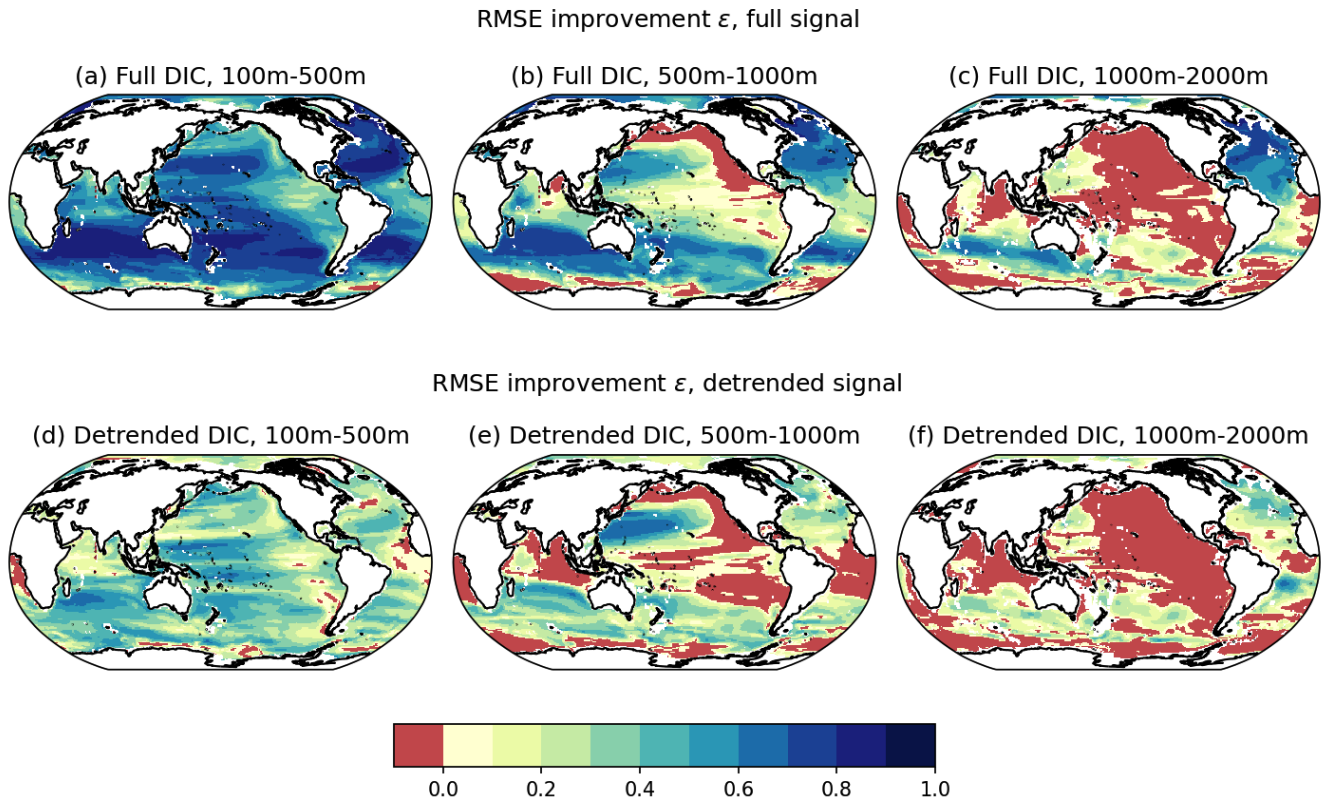 RMSE improvement ε, full signal
(a) Full DIC, 100m-500m
(b) Full DIC, 500m-1000m
(c) Full DIC, 1000m-2000m
RMSE improvement ε, detrended signal
(d) Detrended DIC, 100m-500m
(e) Detrended DIC, 500m-1000m
(f) Detrended DIC, 1000m-2000m
0.0 0.2 0.4 0.6 0.8 1.0